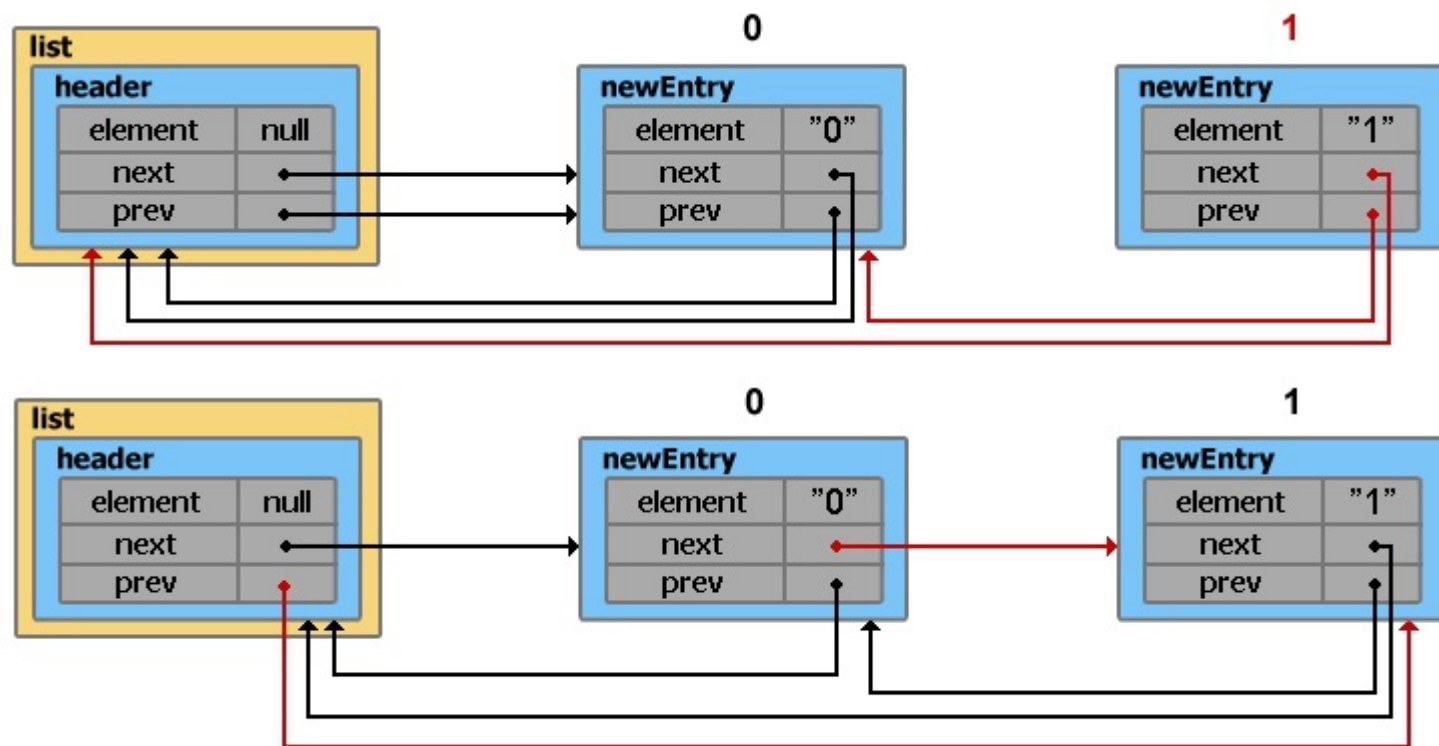 0 1
list
header newEntry newEntry
element null element ”0” element ”1”
next next next
prev prev prev
0 1
list
header newEntry newEntry
element null element ”0” element ”1”
next next next
prev prev prev